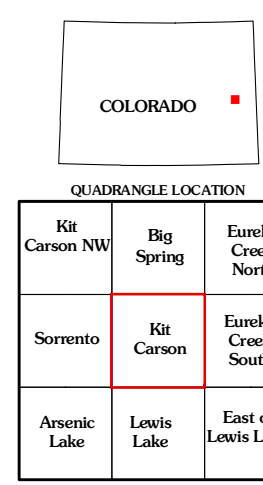 COLORADO
QUADRANGLE LOCATION
Kit
Carson NW
Big
Spring
Sorrento
Kit
Carson
Arsenic
Lake
Lewis
Lake
East
Lewis